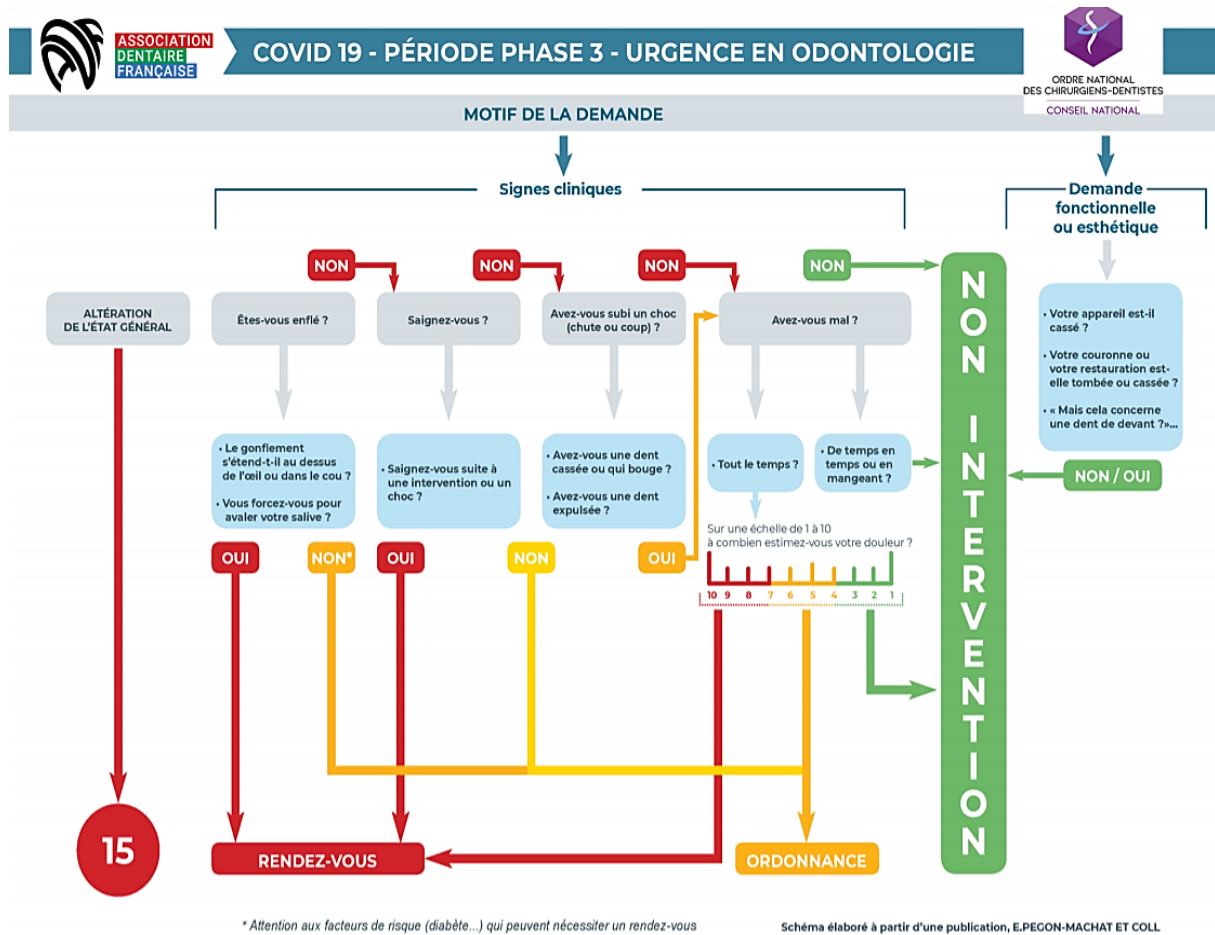 ASSOCIATION
DENTAIRE
FRANÇAISE
COVID 19 - PÉRIODE PHASE 3 - URGENCE EN ODONTOLOGIE
ORDRE NATIONAL
DES CHIRURGIENS-DENTISTES
CONSEIL NATIONAL
MOTIF DE LA DEMANDE
Signes cliniques
Demande
fonctionnelle
ou esthétique
NON
NON
NON
NON
ALTÉRATION
DE L'ÉTAT GÉNÉRAL
Êtes-vous enflé ?
Saignez-vous ?
Avez-vous subi un choc
(chute ou coup) ?
Avez-vous mal ?
• Votre appareil est-il
cassé ?
• Votre couronne ou
votre restauration est-
elle tombée ou cassée ?
• « Mais cela concerne
une dent de devant ?»...
• Le gonflement
s'étend-t-il au dessus
de l'œil ou dans le cou ?
• Vous forcez-vous pour
avaler votre salive ?
• Saignez-vous suite à
une intervention ou un
choc ?
• Avez-vous une dent
cassée ou qui bouge ?
• Avez-vous une dent
expulsée ?
• Tout le temps ?
• De temps en
temps ou en
mangeant ?
NON / OUI
Sur une échelle de 1 à 10
à combien estimez-vous votre douleur ?
OUI
NON*
OUI
NON
OUI
10 9 8 7 6 5 4 3 2 1
NON INTERVENTION
15
RENDEZ-VOUS
ORDONNANCE
* Attention aux facteurs de risque (diabète...) qui peuvent nécessiter un rendez-vous
Schéma élaboré à partir d'une publication, E.PEGON-MACHAT ET COLL